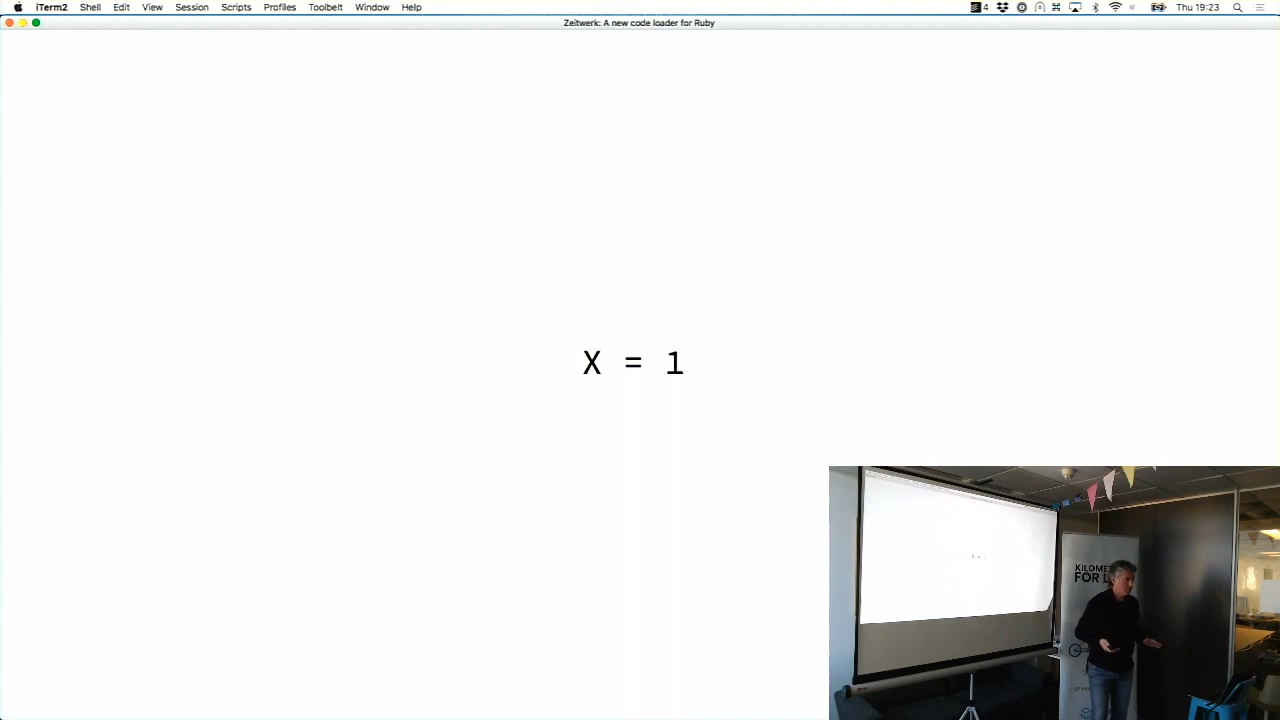 iTerm2 Shell Edit View Session Scripts Profiles Toolbelt Window Help 4 Thu 19:23
Zeitwerk: A new code loader for Ruby
X = 1
KILOME
FOR L